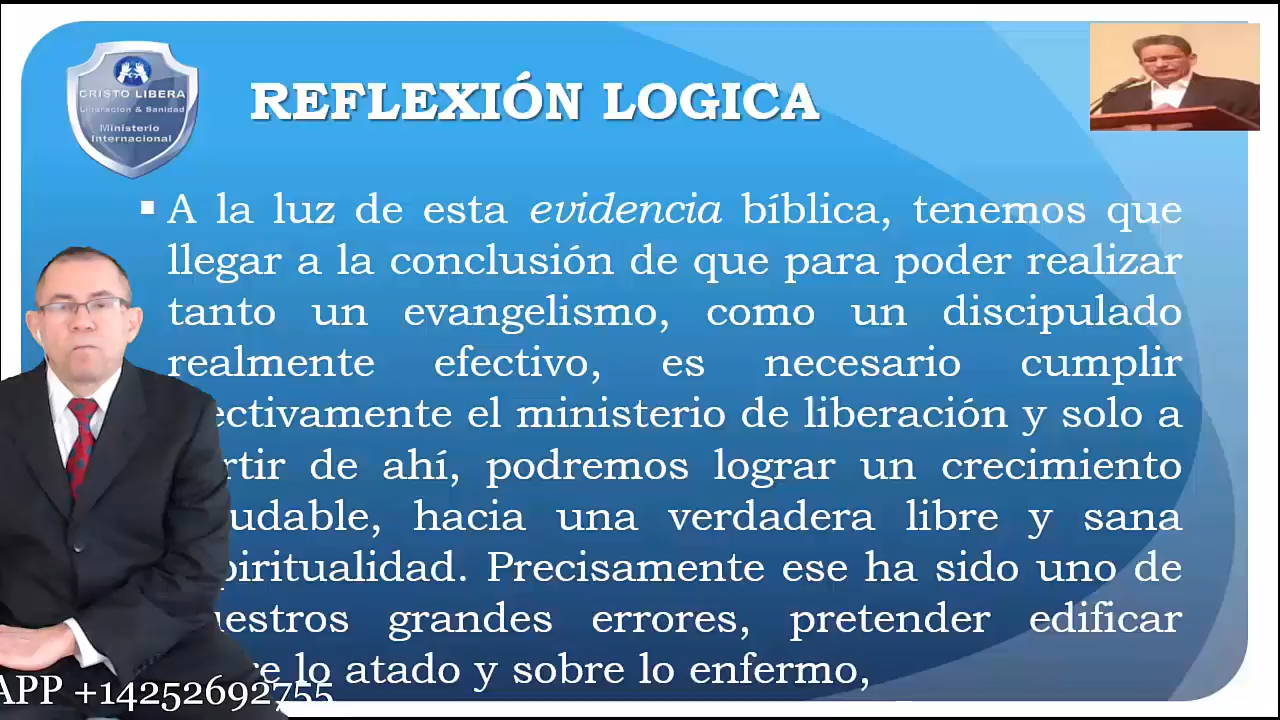 CRISTO LIBERA
Liberación & Sanidad
Ministerio
Internacional
REFLEXIÓN LOGICA
A la luz de esta evidencia bíblica, tenemos que
llegar a la conclusión de que para poder realizar
tanto un evangelismo, como un discipulado
realmente efectivo, es necesario cumplir
ectivamente el ministerio de liberación y solo a
rtir de ahí, podremos lograr un crecimiento
udable, hacia una verdadera libre y sana
piritualidad. Precisamente ese ha sido uno de
uestros grandes errores, pretender edificar
re lo atado y sobre lo enfermo,
APP +14252692755